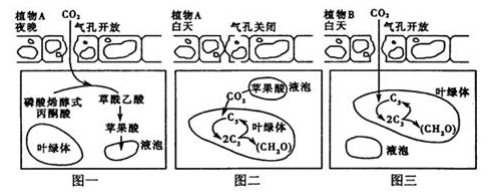 植物A
夜晚
CO₂
气孔开放
磷酸烯醇式
丙酮酸
草酰乙酸
苹果酸
叶绿体
液泡
图一
植物A
白天
气孔关闭
苹果酸
液泡
CO₂
C₅
2C₃
叶绿体
(CH₂O)
图二
植物B
白天
CO₂
气孔开放
叶绿体
C₅
2C₃
(CH₂O)
液泡
图三